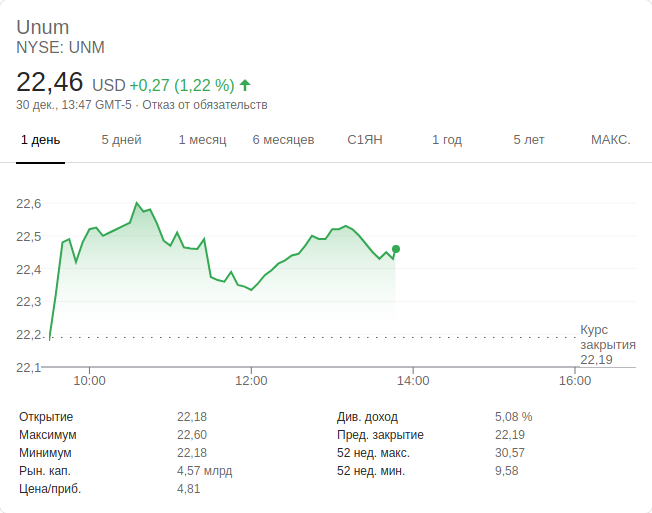 Unum
NYSE: UNM
22,46 USD +0,27 (1,22 %)
30 дек., 13:47 GMT-5 · Отказ от обязательств
1 день 5 дней 1 месяц 6 месяцев С1ЯН 1 год 5 лет МАКС.
22,6
22,5
22,4
22,3
22,2
22,1
Курс
закрытия
22,19
10:00 12:00 14:00 16:00
Открытие 22,18 Див. доход 5,08 %
Максимум 22,60 Пред. закрытие 22,19
Минимум 22,18 52 нед. макс. 30,57
Рын. кап. 4,57 млрд 52 нед. мин. 9,58
Цена/приб. 4,81